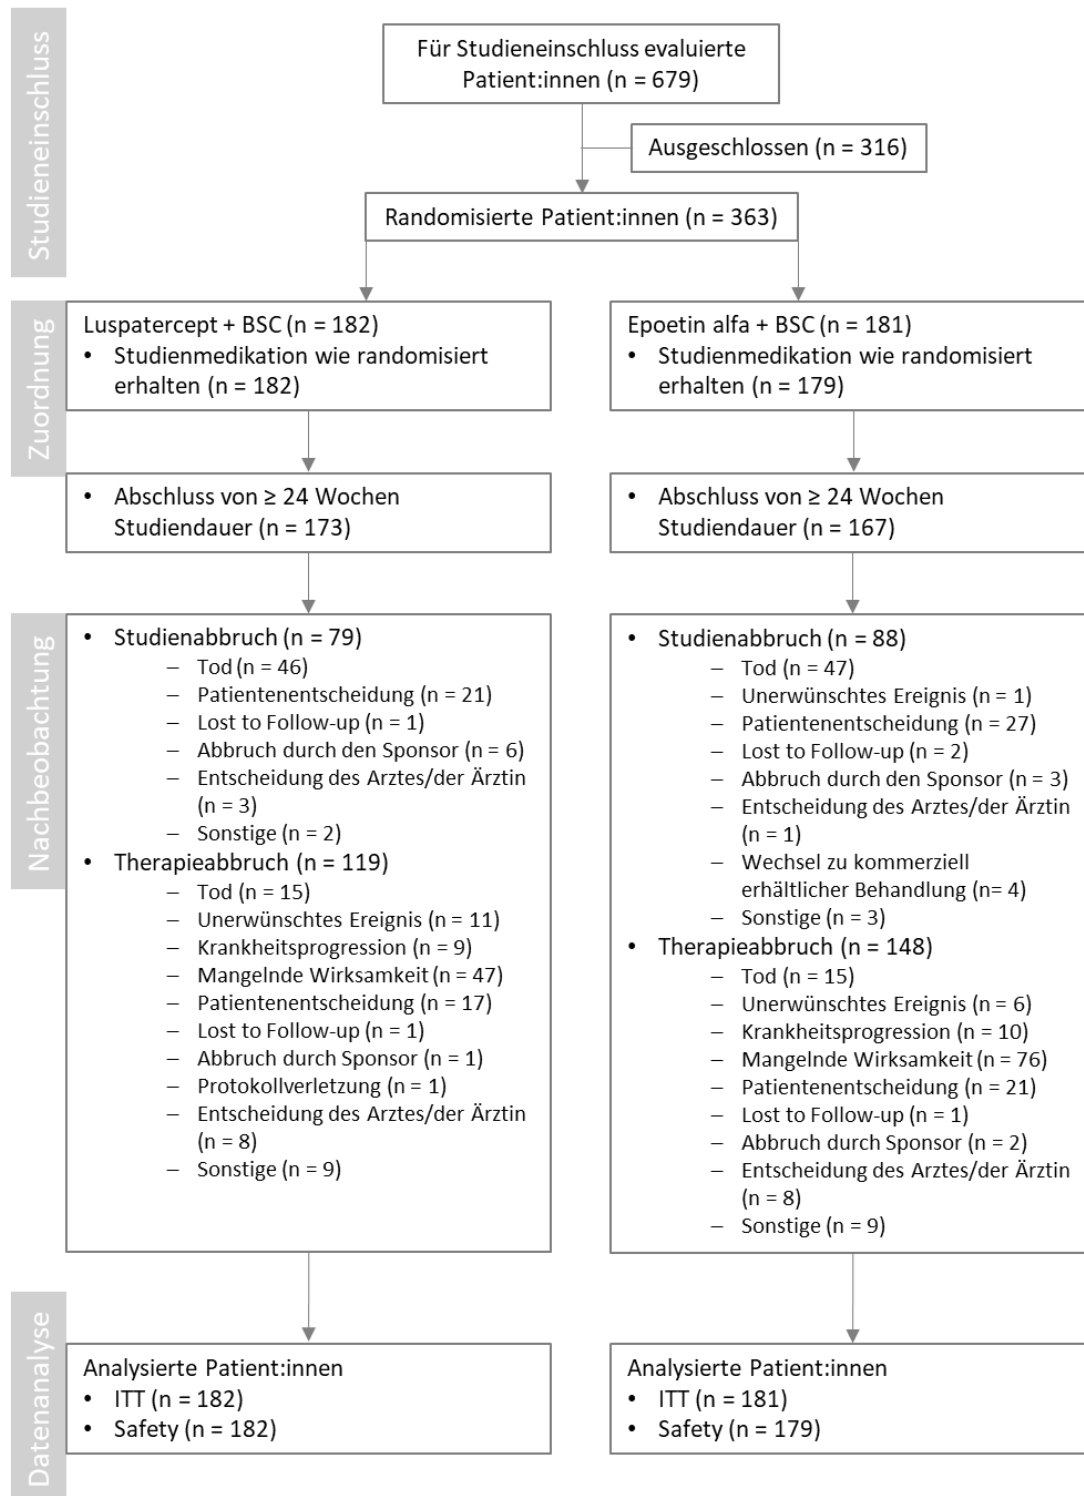 Studieneinschluss
Für Studieneinschluss evaluierte
Patient:innen (n = 679)
Ausgeschlossen (n = 316)
Randomisierte Patient:innen (n = 363)
Zuordnung
Luspatercept + BSC (n = 182)
• Studienmedikation wie randomisiert
erhalten (n = 182)
Epoetin alfa + BSC (n = 181)
• Studienmedikation wie randomisiert
erhalten (n = 179)
• Abschluss von ≥ 24 Wochen
Studiendauer (n = 173)
• Abschluss von ≥ 24 Wochen
Studiendauer (n = 167)
Nachbeobachtung
• Studienabbruch (n = 79)
– Tod (n = 46)
– Patientenentscheidung (n = 21)
– Lost to Follow-up (n = 1)
– Abbruch durch den Sponsor (n = 6)
– Entscheidung des Arztes/der Ärztin
(n = 3)
– Sonstige (n = 2)
• Therapieabbruch (n = 119)
– Tod (n = 15)
– Unerwünschtes Ereignis (n = 11)
– Krankheitsprogression (n = 9)
– Mangelnde Wirksamkeit (n = 47)
– Patientenentscheidung (n = 17)
– Lost to Follow-up (n = 1)
– Abbruch durch Sponsor (n = 1)
– Protokollverletzung (n = 1)
– Entscheidung des Arztes/der Ärztin
(n = 8)
– Sonstige (n = 9)
• Studienabbruch (n = 88)
– Tod (n = 47)
– Unerwünschtes Ereignis (n = 1)
– Patientenentscheidung (n = 27)
– Lost to Follow-up (n = 2)
– Abbruch durch den Sponsor (n = 3)
– Entscheidung des Arztes/der Ärztin
(n = 1)
– Wechsel zu kommerziell
erhältlicher Behandlung (n= 4)
– Sonstige (n = 3)
• Therapieabbruch (n = 148)
– Tod (n = 15)
– Unerwünschtes Ereignis (n = 6)
– Krankheitsprogression (n = 10)
– Mangelnde Wirksamkeit (n = 76)
– Patientenentscheidung (n = 21)
– Lost to Follow-up (n = 1)
– Abbruch durch Sponsor (n = 2)
– Entscheidung des Arztes/der Ärztin
(n = 8)
– Sonstige (n = 9)
Datenanalyse
Analysierte Patient:innen
• ITT (n = 182)
• Safety (n = 182)
Analysierte Patient:innen
• ITT (n = 181)
• Safety (n = 179)